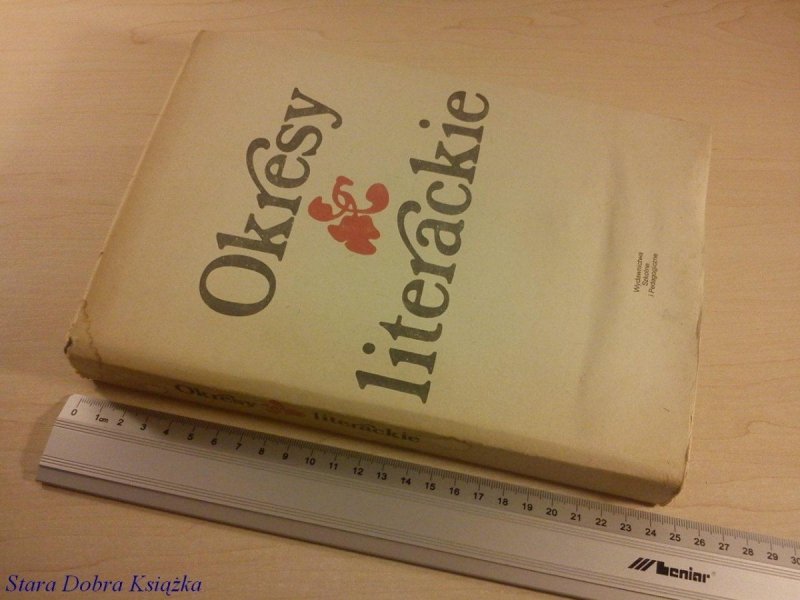 Okresy
literackie
Wydawnictwa
Szkolne
i Pedagogiczne
Okresy literackie
0 1cm 2 3 4 5 6 7 8 9 10 11 12 13 14 15 16 17 18 19 20 21 22 23 24 25 26 27 28 29 30
Leniar
Stara Dobra Książka